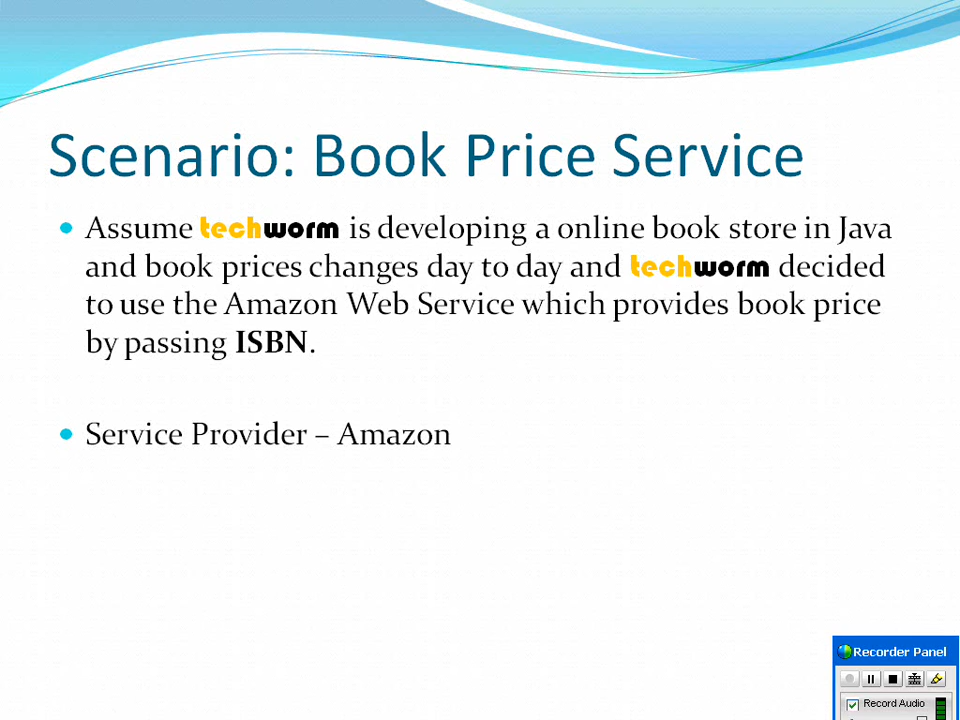 Scenario: Book Price Service
Assume techworm is developing a online book store in Java
and book prices changes day to day and techworm decided
to use the Amazon Web Service which provides book price
by passing ISBN.
Service Provider – Amazon
Recorder Panel
Record Audio